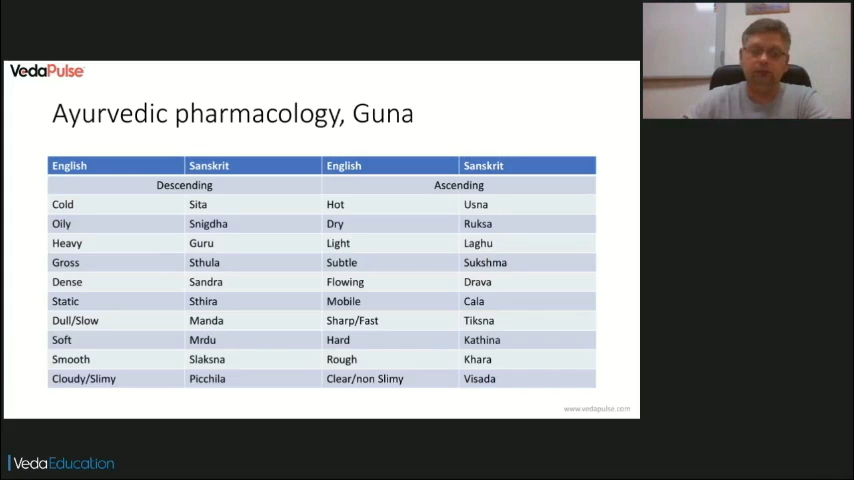 VedaPulse
Ayurvedic pharmacology, Guna
English Sanskrit English Sanskrit
Descending Ascending
Cold Sita Hot Usna
Oily Snigdha Dry Ruksa
Heavy Guru Light Laghu
Gross Sthula Subtle Sukshma
Dense Sandra Flowing Drava
Static Sthira Mobile Cala
Dull/Slow Manda Sharp/Fast Tiksna
Soft Mrdu Hard Kathina
Smooth Slaksna Rough Khara
Cloudy/Slimy Picchila Clear/non Slimy Visada
www.vedapulse.com
VedaEducation